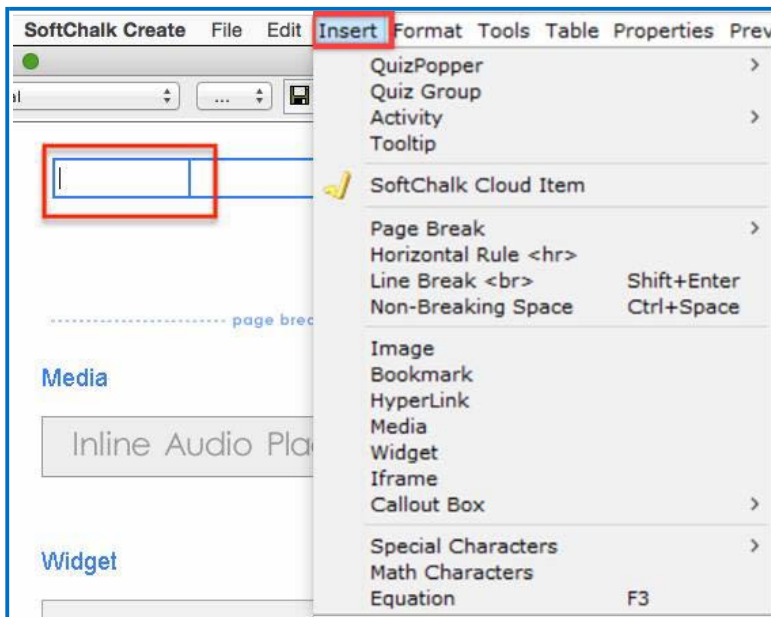 SoftChalk Create File Edit Insert Format Tools Table Properties Prev
al ...
QuizPopper >
Quiz Group
Activity >
Tooltip
SoftChalk Cloud Item
Page Break >
Horizontal Rule <hr>
Line Break <br> Shift+Enter
Non-Breaking Space Ctrl+Space
page brea
Image
Media
Bookmark
HyperLink
Media
Inline Audio Pla
Widget
Iframe
Callout Box >
Special Characters >
Widget
Math Characters
Equation F3